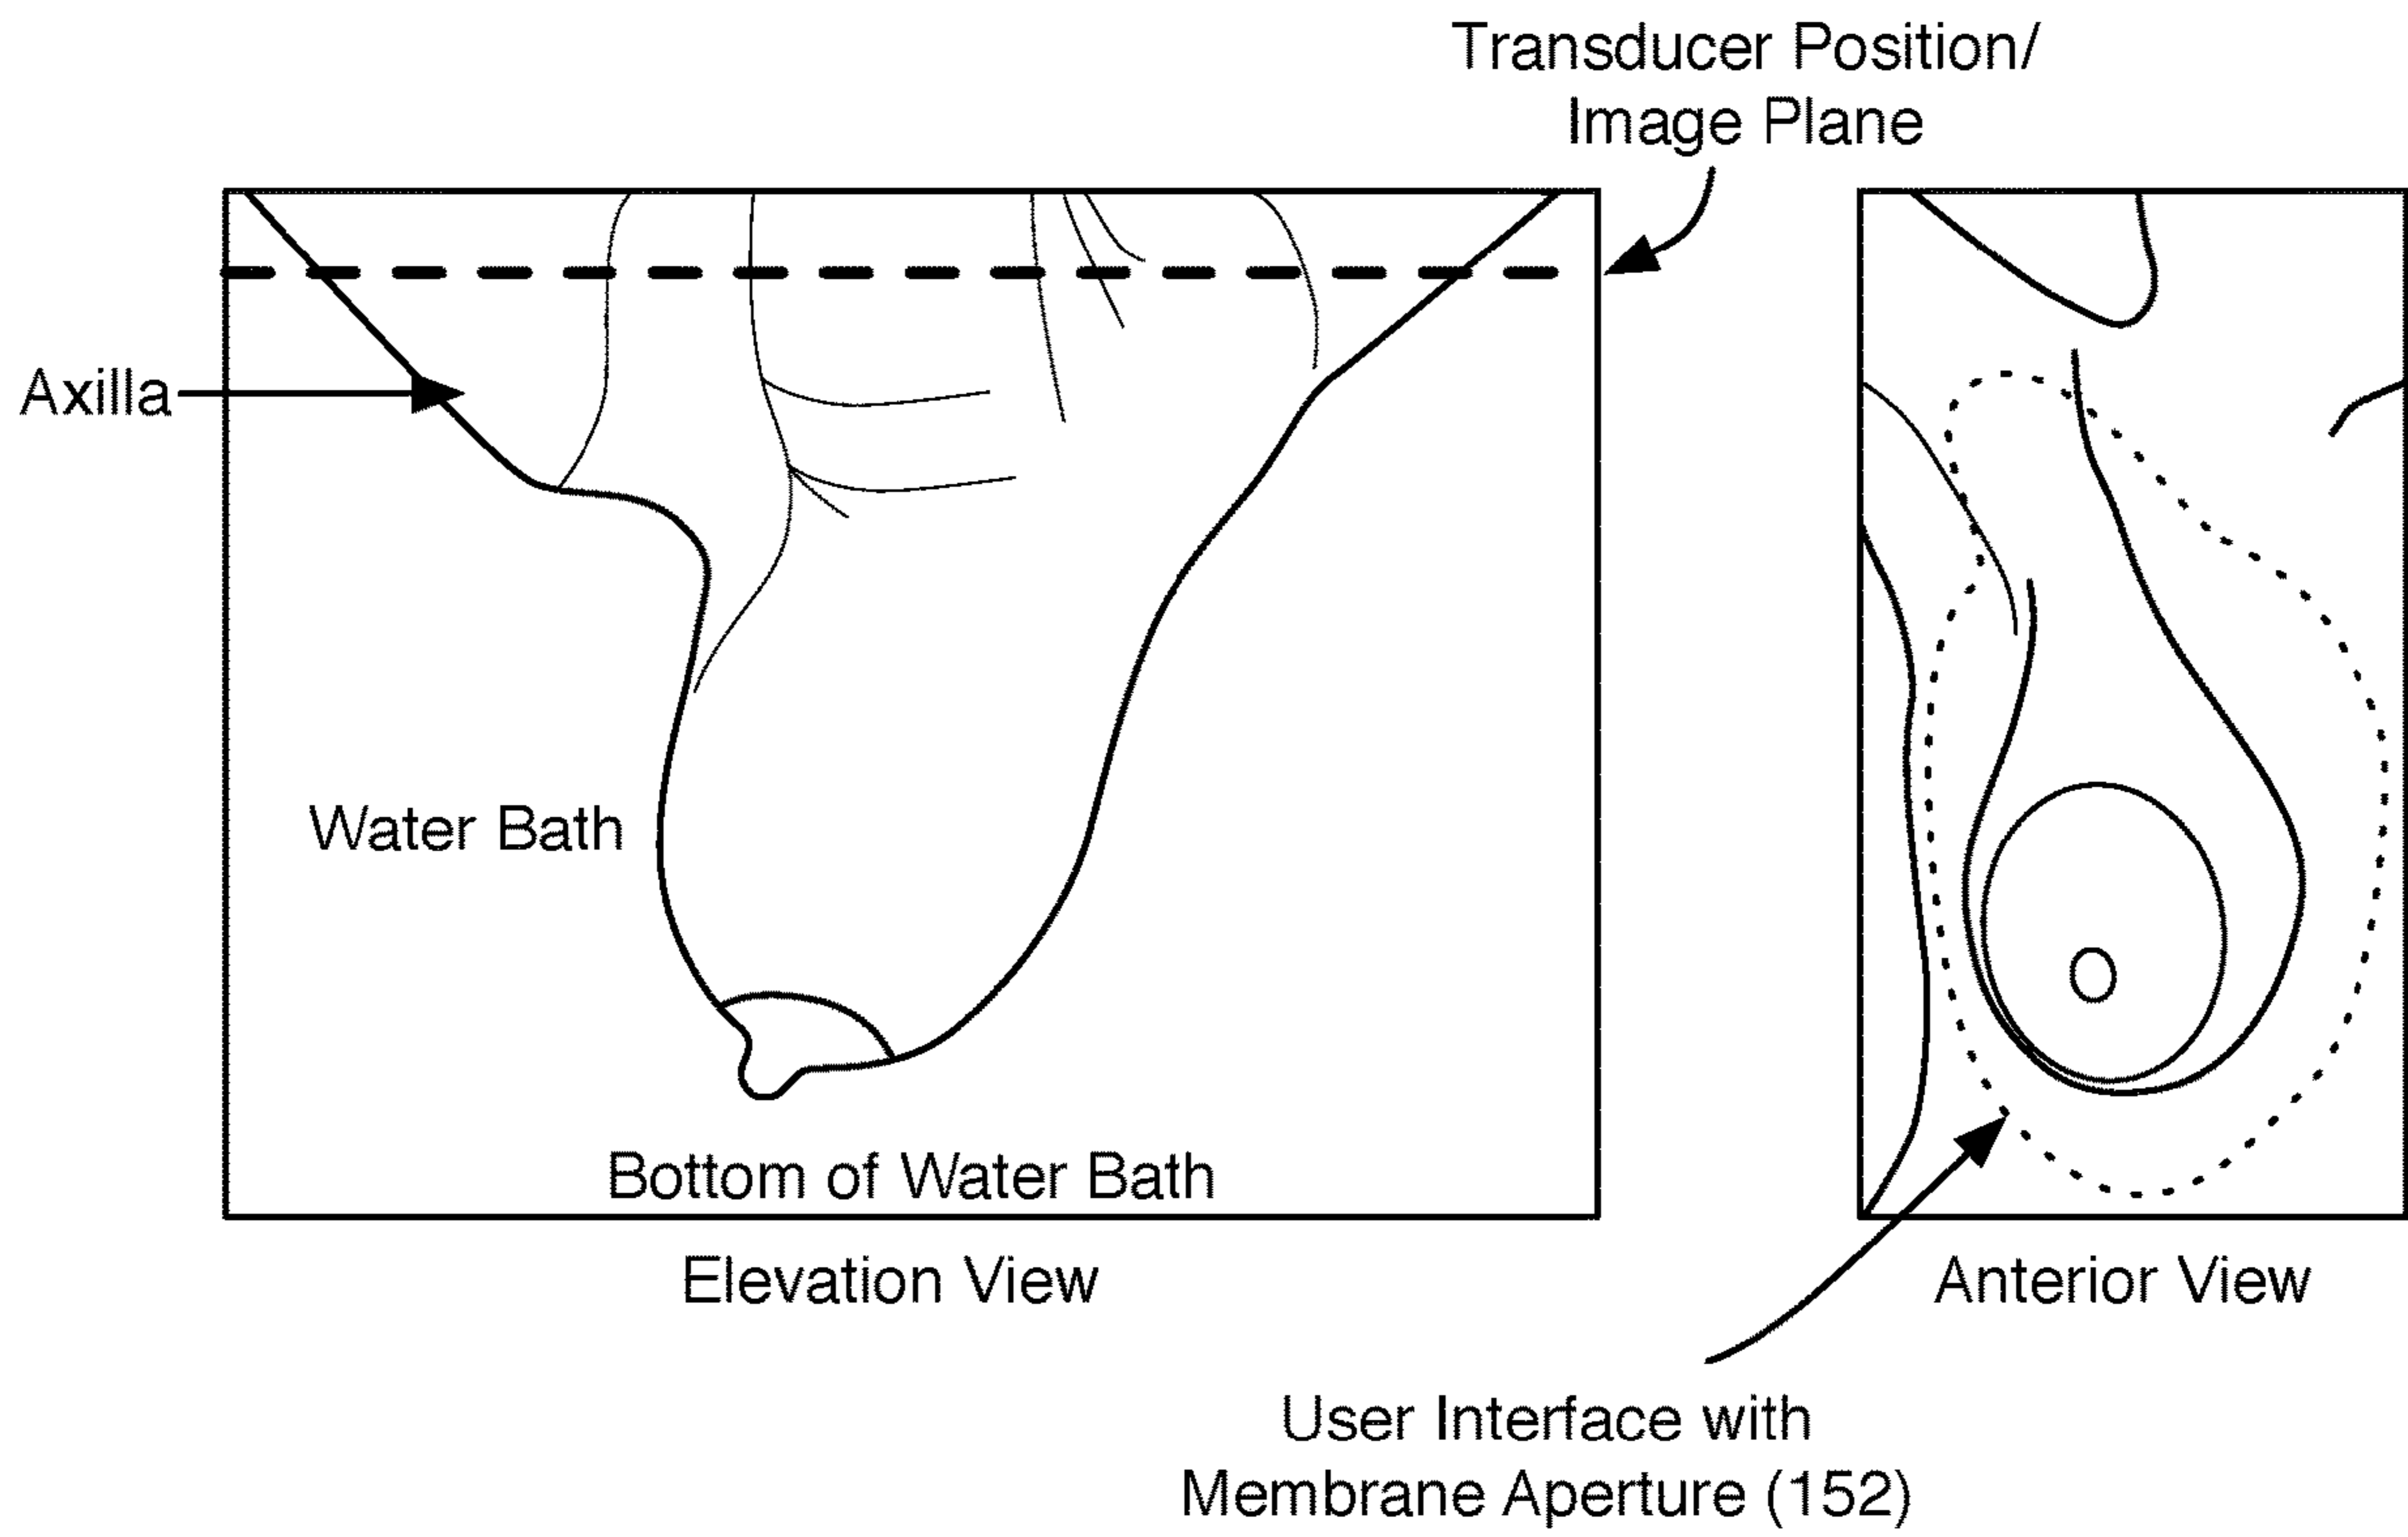 Transducer Position/
Image Plane
Axilla
Water Bath
Bottom of Water Bath
Elevation View
Anterior View
User Interface with
Membrane Aperture (152)